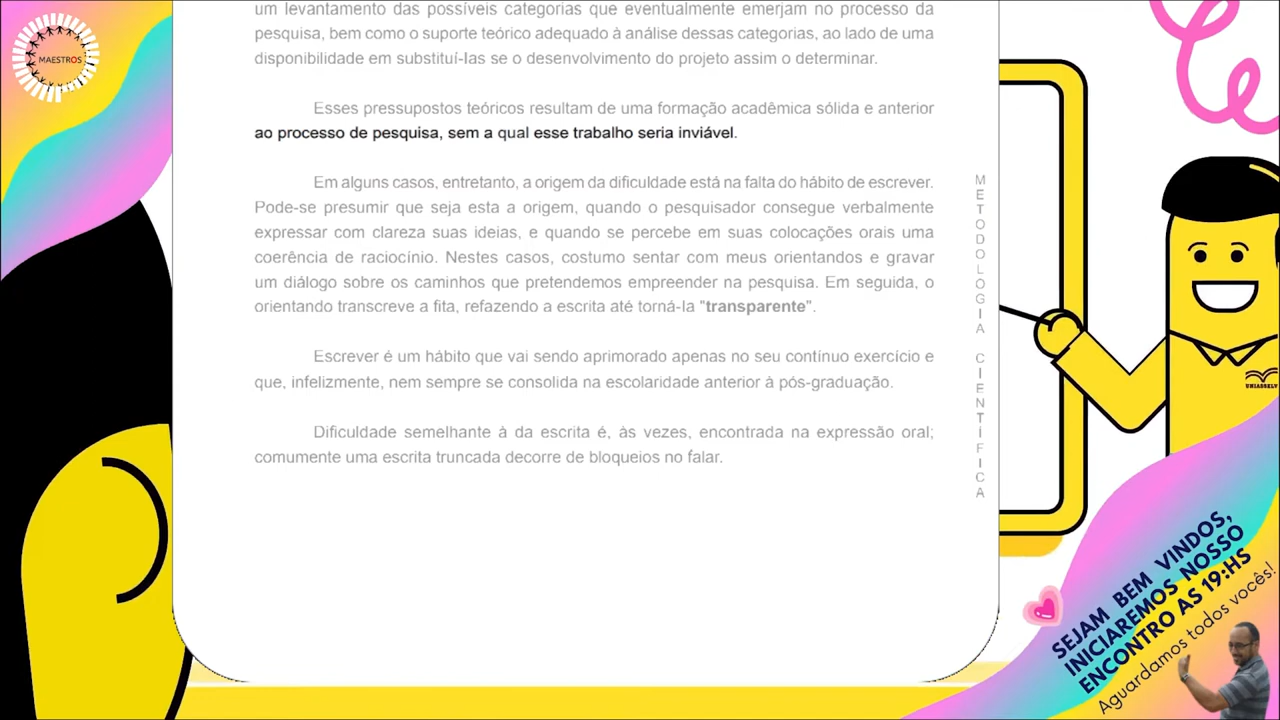 MAESTROS
um levantamento das possíveis categorias que eventualmente emerjam no processo da
pesquisa, bem como o suporte teórico adequado à análise dessas categorias, ao lado de uma
disponibilidade em substituí-las se o desenvolvimento do projeto assim o determinar.
Esses pressupostos teóricos resultam de uma formação acadêmica sólida e anterior
ao processo de pesquisa, sem a qual esse trabalho seria inviável.
Em alguns casos, entretanto, a origem da dificuldade está na falta do hábito de escrever.
Pode-se presumir que seja esta a origem, quando o pesquisador consegue verbalmente
expressar com clareza suas ideias, e quando se percebe em suas colocações orais uma
coerência de raciocínio. Nestes casos, costumo sentar com meus orientandos e gravar
um diálogo sobre os caminhos que pretendemos empreender na pesquisa. Em seguida, o
orientando transcreve a fita, refazendo a escrita até torná-la "transparente".
Escrever é um hábito que vai sendo aprimorado apenas no seu contínuo exercício e
que, infelizmente, nem sempre se consolida na escolaridade anterior à pós-graduação.
Dificuldade semelhante à da escrita é, às vezes, encontrada na expressão oral;
comumente uma escrita truncada decorre de bloqueios no falar.
METODOLOGIA CIENTÍFICA
UNIASSELVI
SEJAM BEM VINDOS,
INICIAREMOS NOSSO
ENCONTRO AS 19:HS
Aguardamos todos vocês!